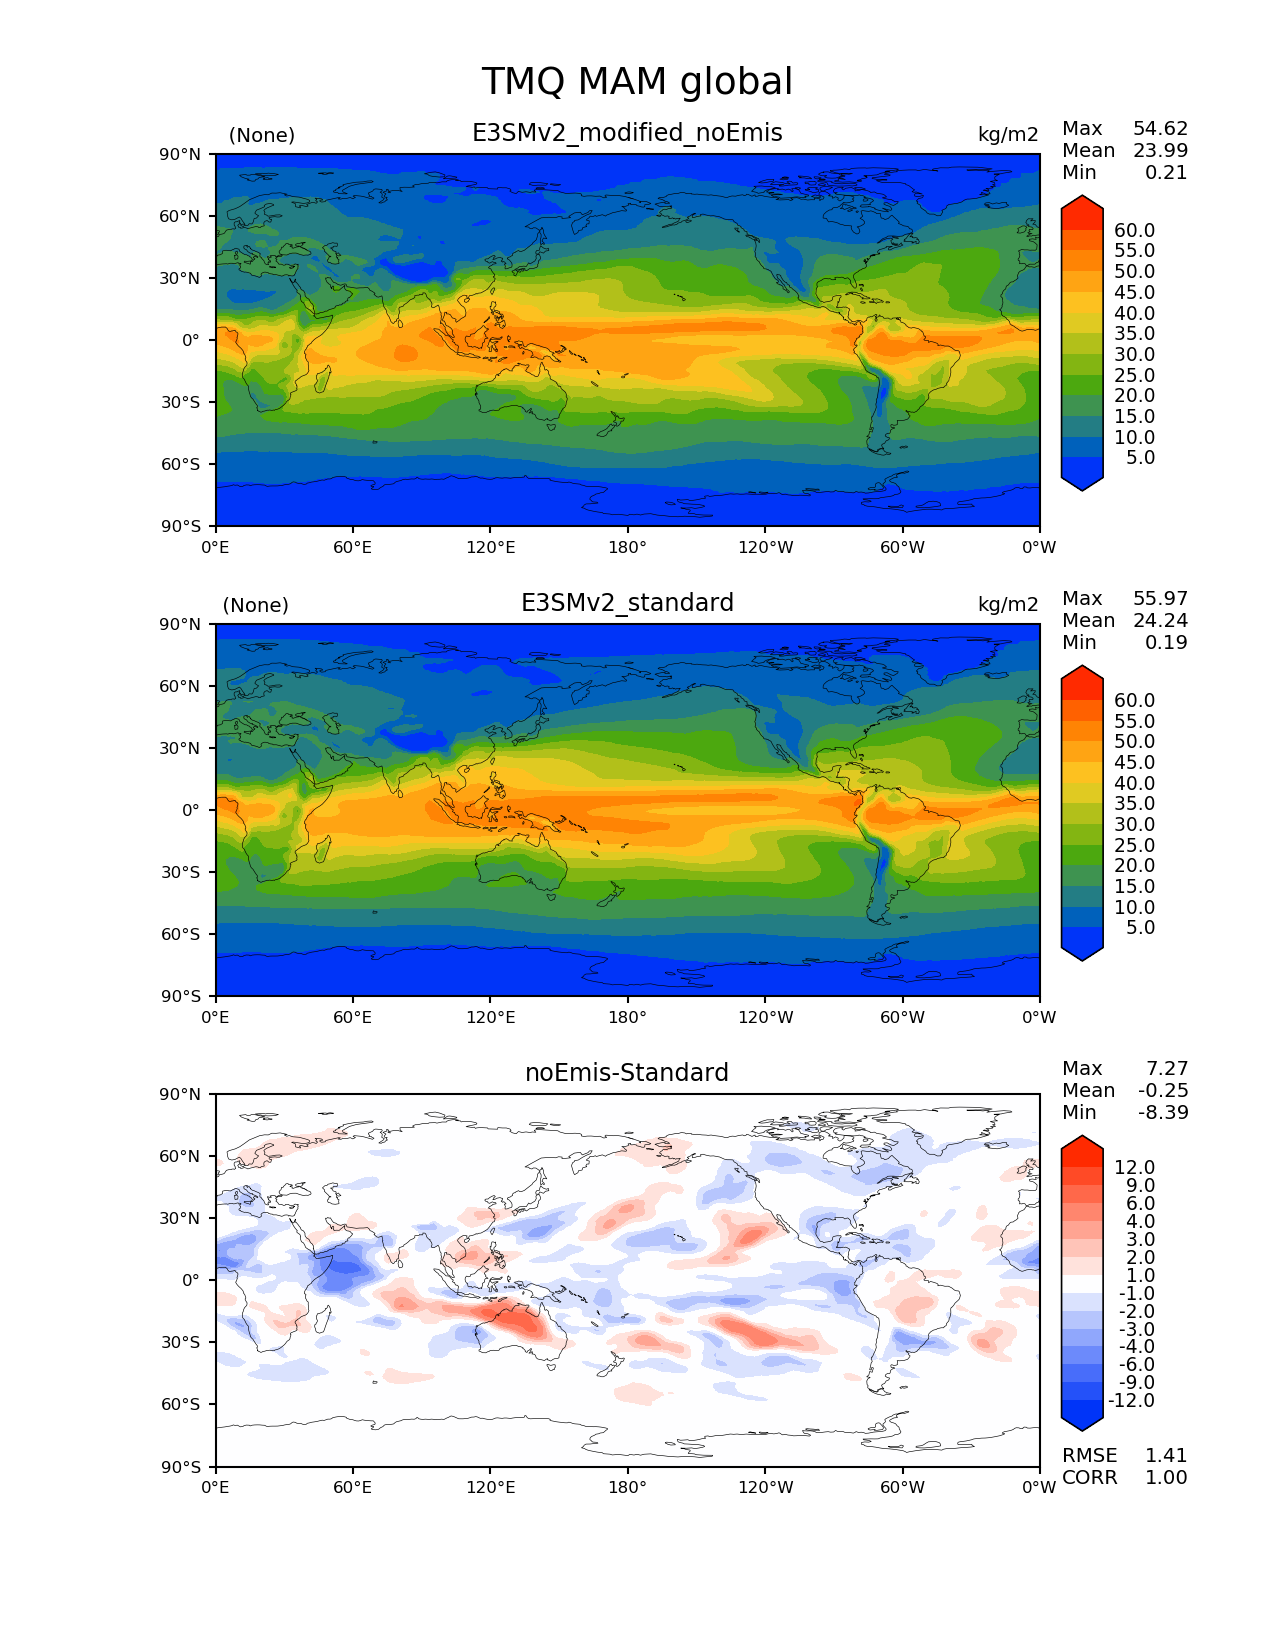 TMQ MAM global
(None) E3SMv2_modified_noEmis kg/m2
Max 54.62
Mean 23.99
Min 0.21
90°N
60°N
30°N
0°
30°S
60°S
90°S
0°E 60°E 120°E 180° 120°W 60°W 0°W
60.0
55.0
50.0
45.0
40.0
35.0
30.0
25.0
20.0
15.0
10.0
5.0
(None) E3SMv2_standard kg/m2
Max 55.97
Mean 24.24
Min 0.19
90°N
60°N
30°N
0°
30°S
60°S
90°S
0°E 60°E 120°E 180° 120°W 60°W 0°W
60.0
55.0
50.0
45.0
40.0
35.0
30.0
25.0
20.0
15.0
10.0
5.0
noEmis-Standard
Max 7.27
Mean -0.25
Min -8.39
90°N
60°N
30°N
0°
30°S
60°S
90°S
0°E 60°E 120°E 180° 120°W 60°W 0°W
12.0
9.0
6.0
4.0
3.0
2.0
1.0
-1.0
-2.0
-3.0
-4.0
-6.0
-9.0
-12.0
RMSE 1.41
CORR 1.00